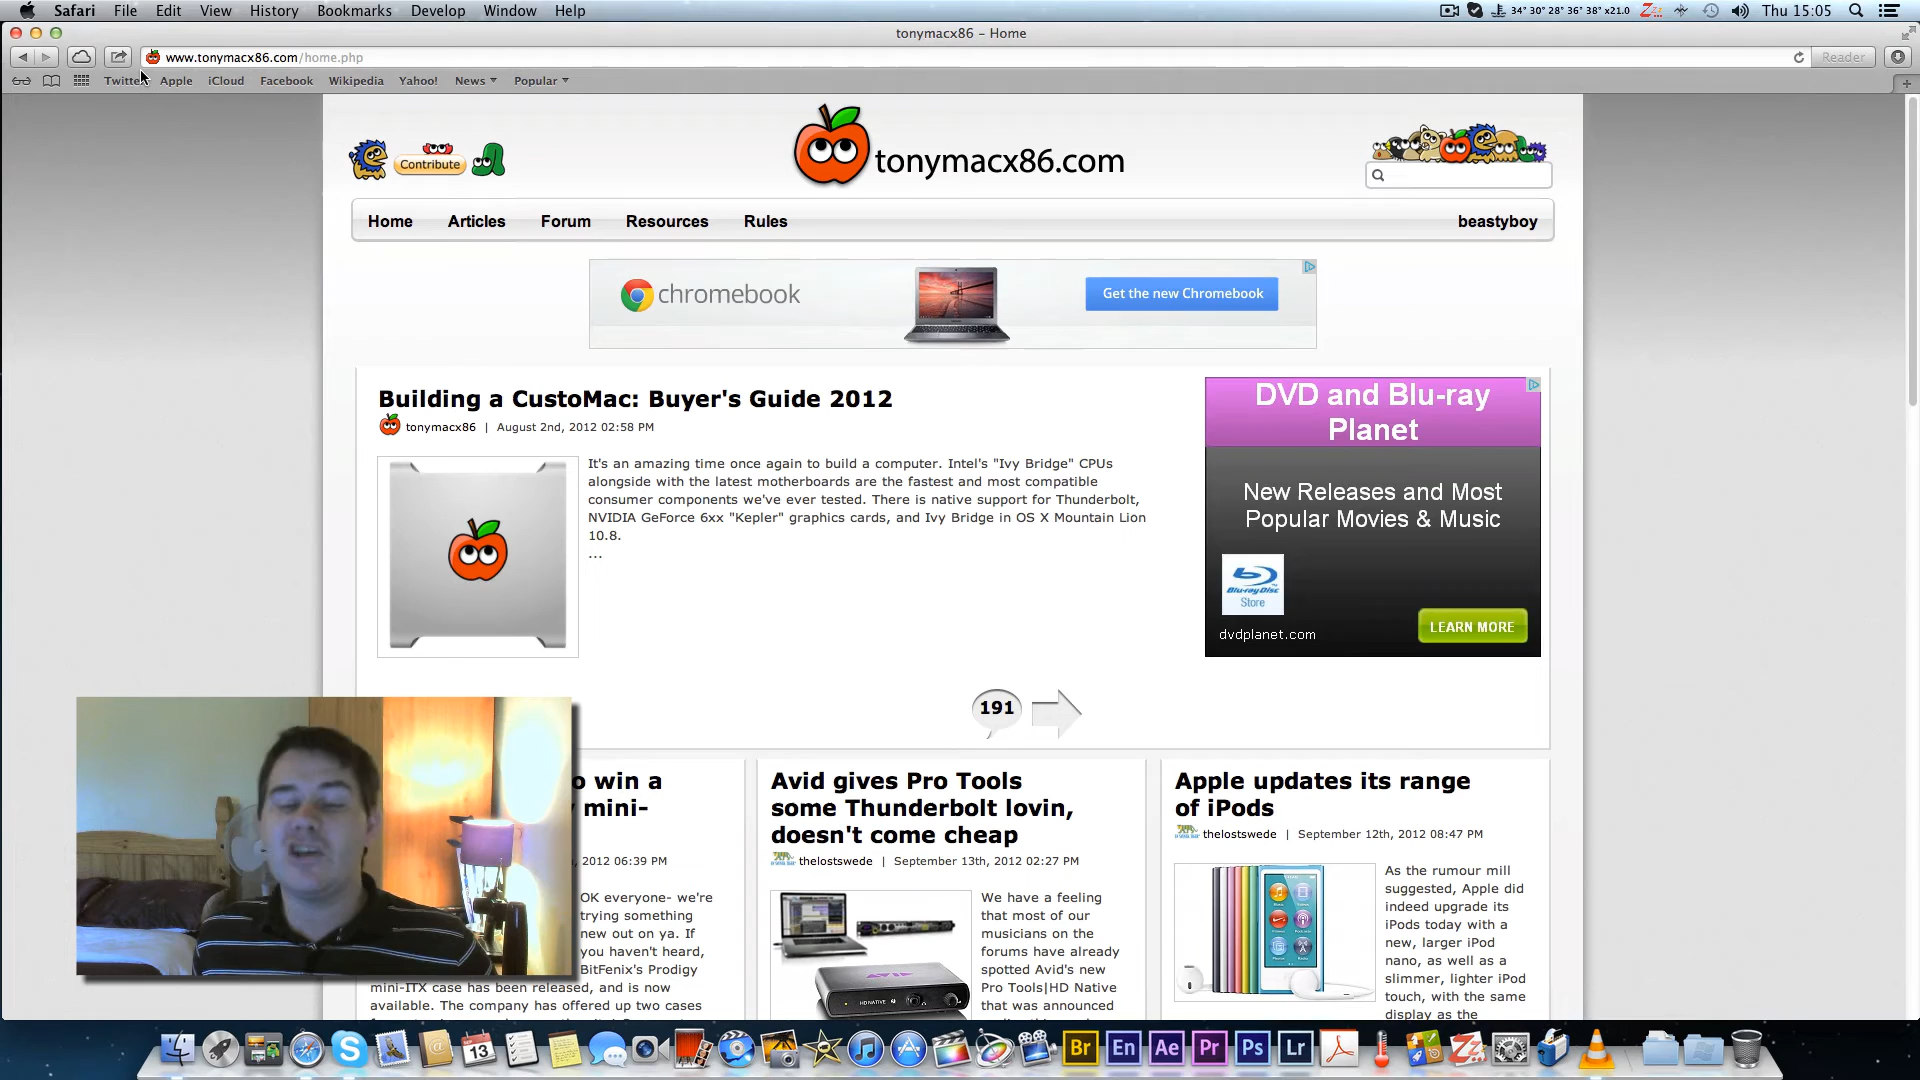 Safari File Edit View History Bookmarks Develop Window Help
34° 30° 28° 36° 38° x21.0
Thu 15:05
tonymacx86 – Home
www.tonymacx86.com/home.php
Reader
Twitter Apple iCloud Facebook Wikipedia Yahoo! News Popular
Contribute
tonymacx86.com
Home Articles Forum Resources Rules
beastyboy
chromebook
Get the new Chromebook
Building a CustoMac: Buyer's Guide 2012
tonymacx86 | August 2nd, 2012 02:58 PM
It's an amazing time once again to build a computer. Intel's "Ivy Bridge" CPUs
alongside with the latest motherboards are the fastest and most compatible
consumer components we've ever tested. There is native support for Thunderbolt,
NVIDIA GeForce 6xx "Kepler" graphics cards, and Ivy Bridge in OS X Mountain Lion
10.8.
...
DVD and Blu-ray
Planet
New Releases and Most
Popular Movies & Music
Blu-ray Disc
Store
dvdplanet.com
LEARN MORE
191
o win a
mini-
2012 06:39 PM
OK everyone- we're
trying something
new out on ya. If
you haven't heard,
BitFenix's Prodigy
mini-ITX case has been released, and is now
available. The company has offered up two cases
Avid gives Pro Tools
some Thunderbolt lovin,
doesn't come cheap
thelostswede | September 13th, 2012 02:27 PM
We have a feeling
that most of our
musicians on the
forums have already
spotted Avid's new
Pro Tools|HD Native
that was announced
AVID
HD NATIVE
Apple updates its range
of iPods
thelostswede | September 12th, 2012 08:47 PM
As the rumour mill
suggested, Apple did
indeed upgrade its
iPods today with a
new, larger iPod
nano, as well as a
slimmer, lighter iPod
touch, with the same
display as the
SEP
13
Br En Ae Pr Ps Lr